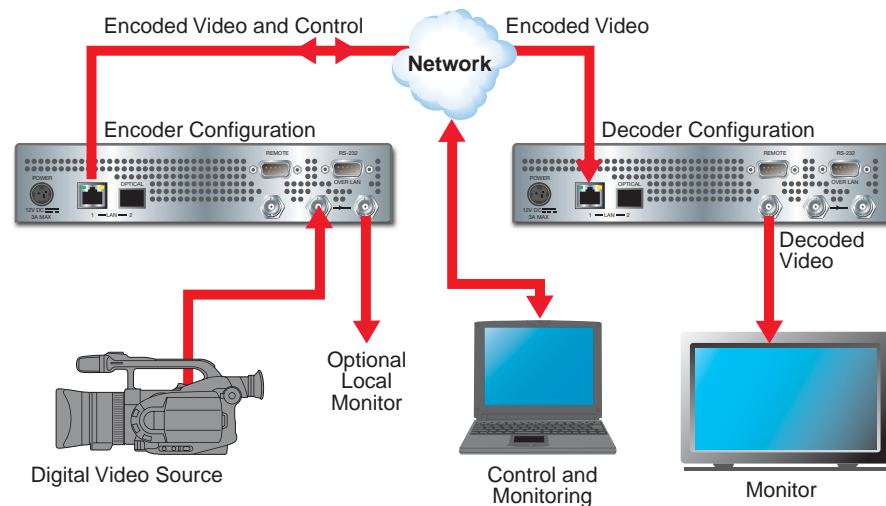 Encoded Video and Control
Encoded Video
Network
Encoder Configuration
Decoder Configuration
REMOTE
RS-232
POWER
OPTICAL
OVER LAN
12V DC
3A MAX
1 LAN 2
REMOTE
RS-232
POWER
OPTICAL
OVER LAN
12V DC
3A MAX
1 LAN 2
Decoded
Video
Optional
Local
Monitor
Digital Video Source
Control and
Monitoring
Monitor